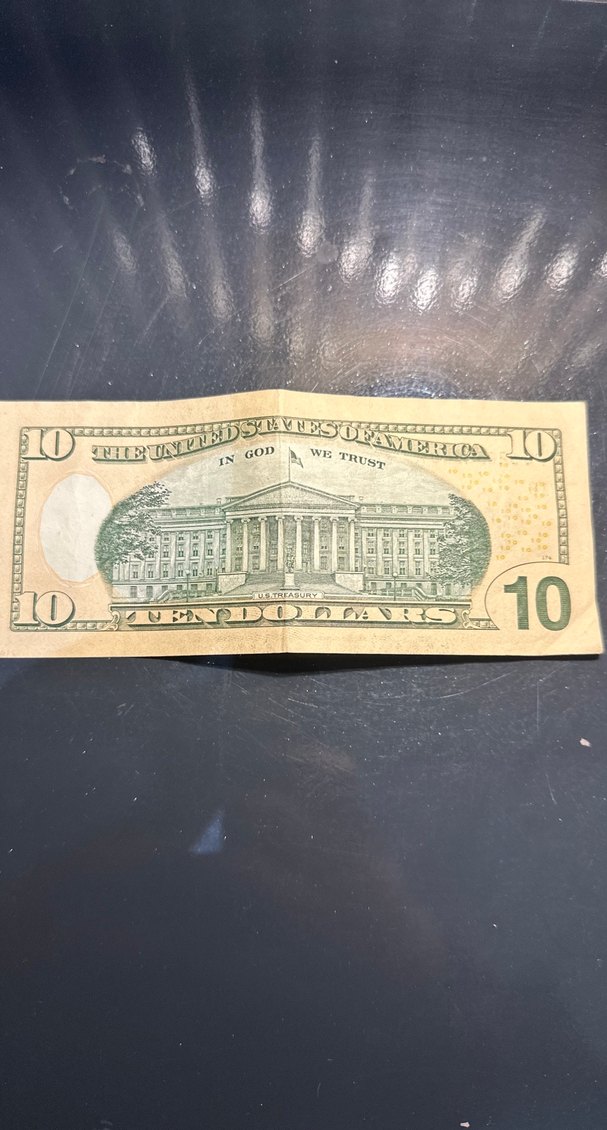 10 THE UNITED STATES OF AMERICA 10
IN GOD WE TRUST
U.S. TREASURY
10 TEN DOLLARS 10